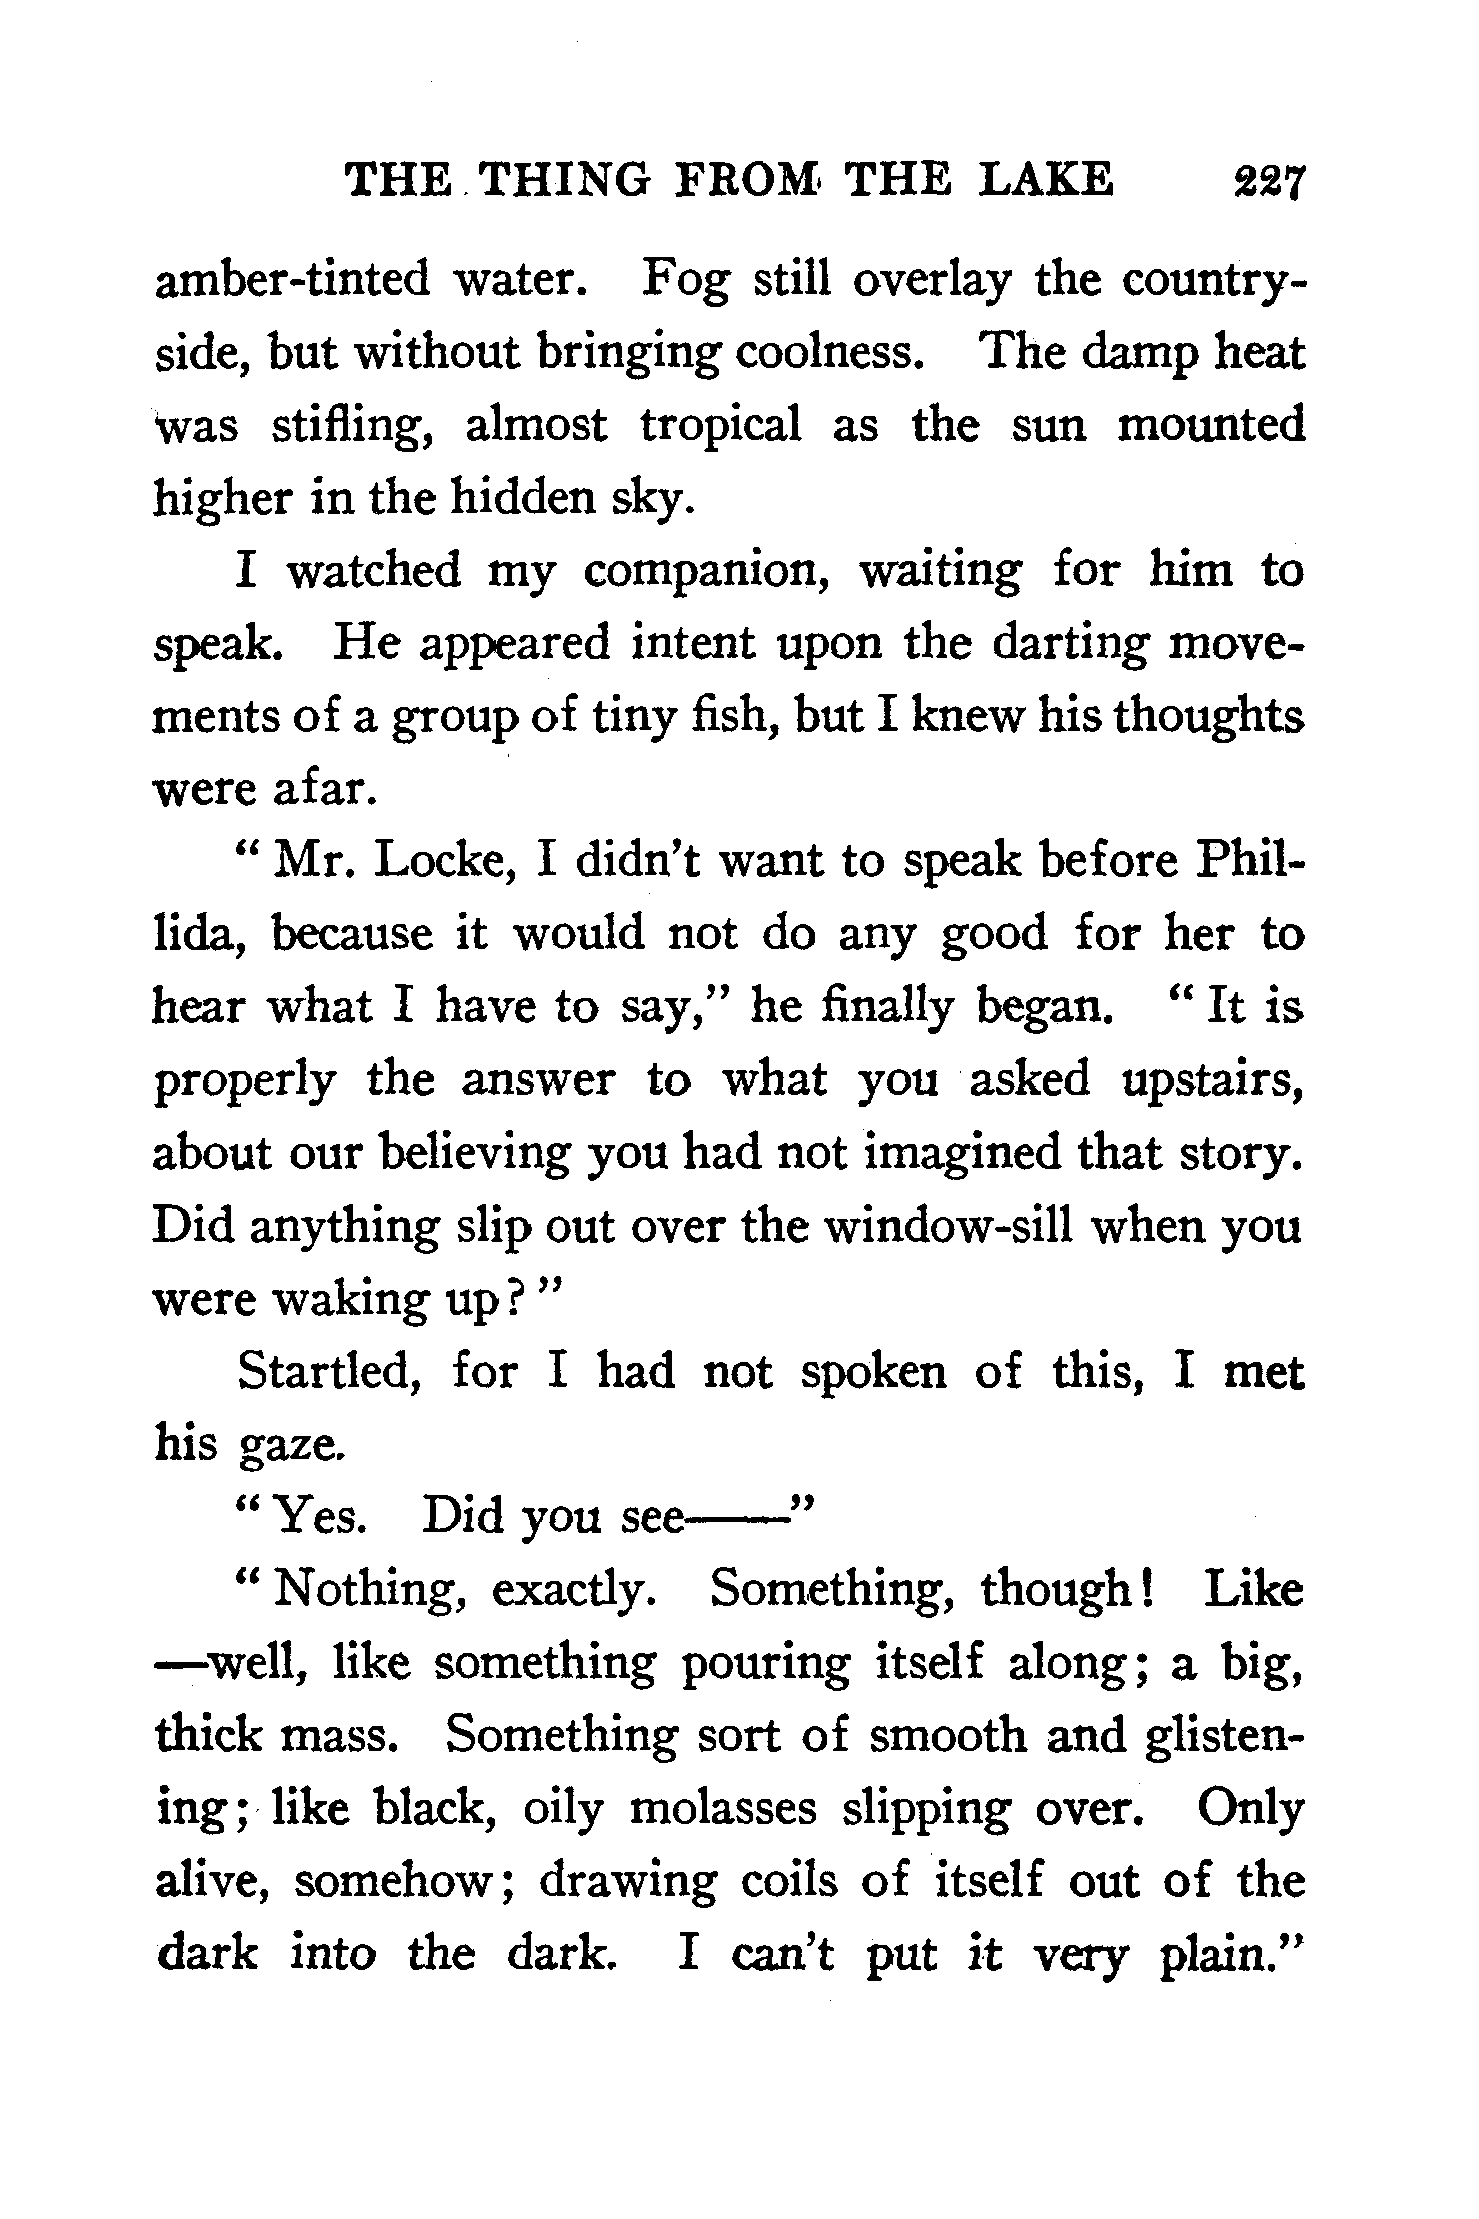 THE THING FROM THE LAKE 227
amber-tinted water. Fog still overlay the country-
side, but without bringing coolness. The damp heat
was stifling, almost tropical as the sun mounted
higher in the hidden sky.
I watched my companion, waiting for him to
speak. He appeared intent upon the darting move-
ments of a group of tiny fish, but I knew his thoughts
were afar.
“ Mr. Locke, I didn’t want to speak before Phil-
lida, because it would not do any good for her to
hear what I have to say,” he finally began. “ It is
properly the answer to what you asked upstairs,
about our believing you had not imagined that story.
Did anything slip out over the window-sill when you
were waking up? ”
Startled, for I had not spoken of this, I met
his gaze.
“ Yes. Did you see——”
“ Nothing, exactly. Something, though! Like
—well, like something pouring itself along; a big,
thick mass. Something sort of smooth and glisten-
ing; like black, oily molasses slipping over. Only
alive, somehow; drawing coils of itself out of the
dark into the dark. I can’t put it very plain.”